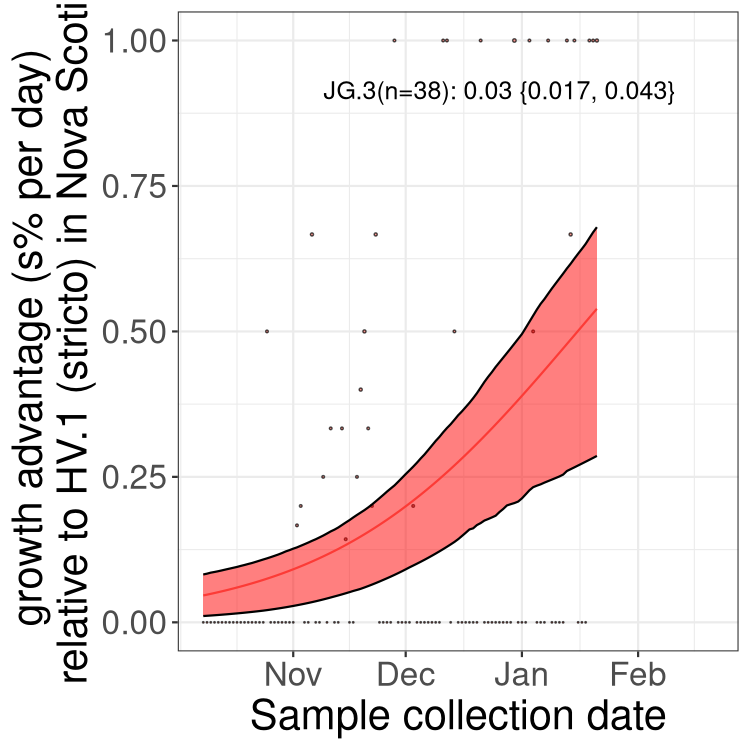 growth advantage (s% per day)
relative to HV.1 (stricto) in Nova Scoti
1.00
JG.3(n=38): 0.03 {0.017, 0.043}
0.75
0.50
0.25
0.00
Nov Dec Jan Feb
Sample collection date